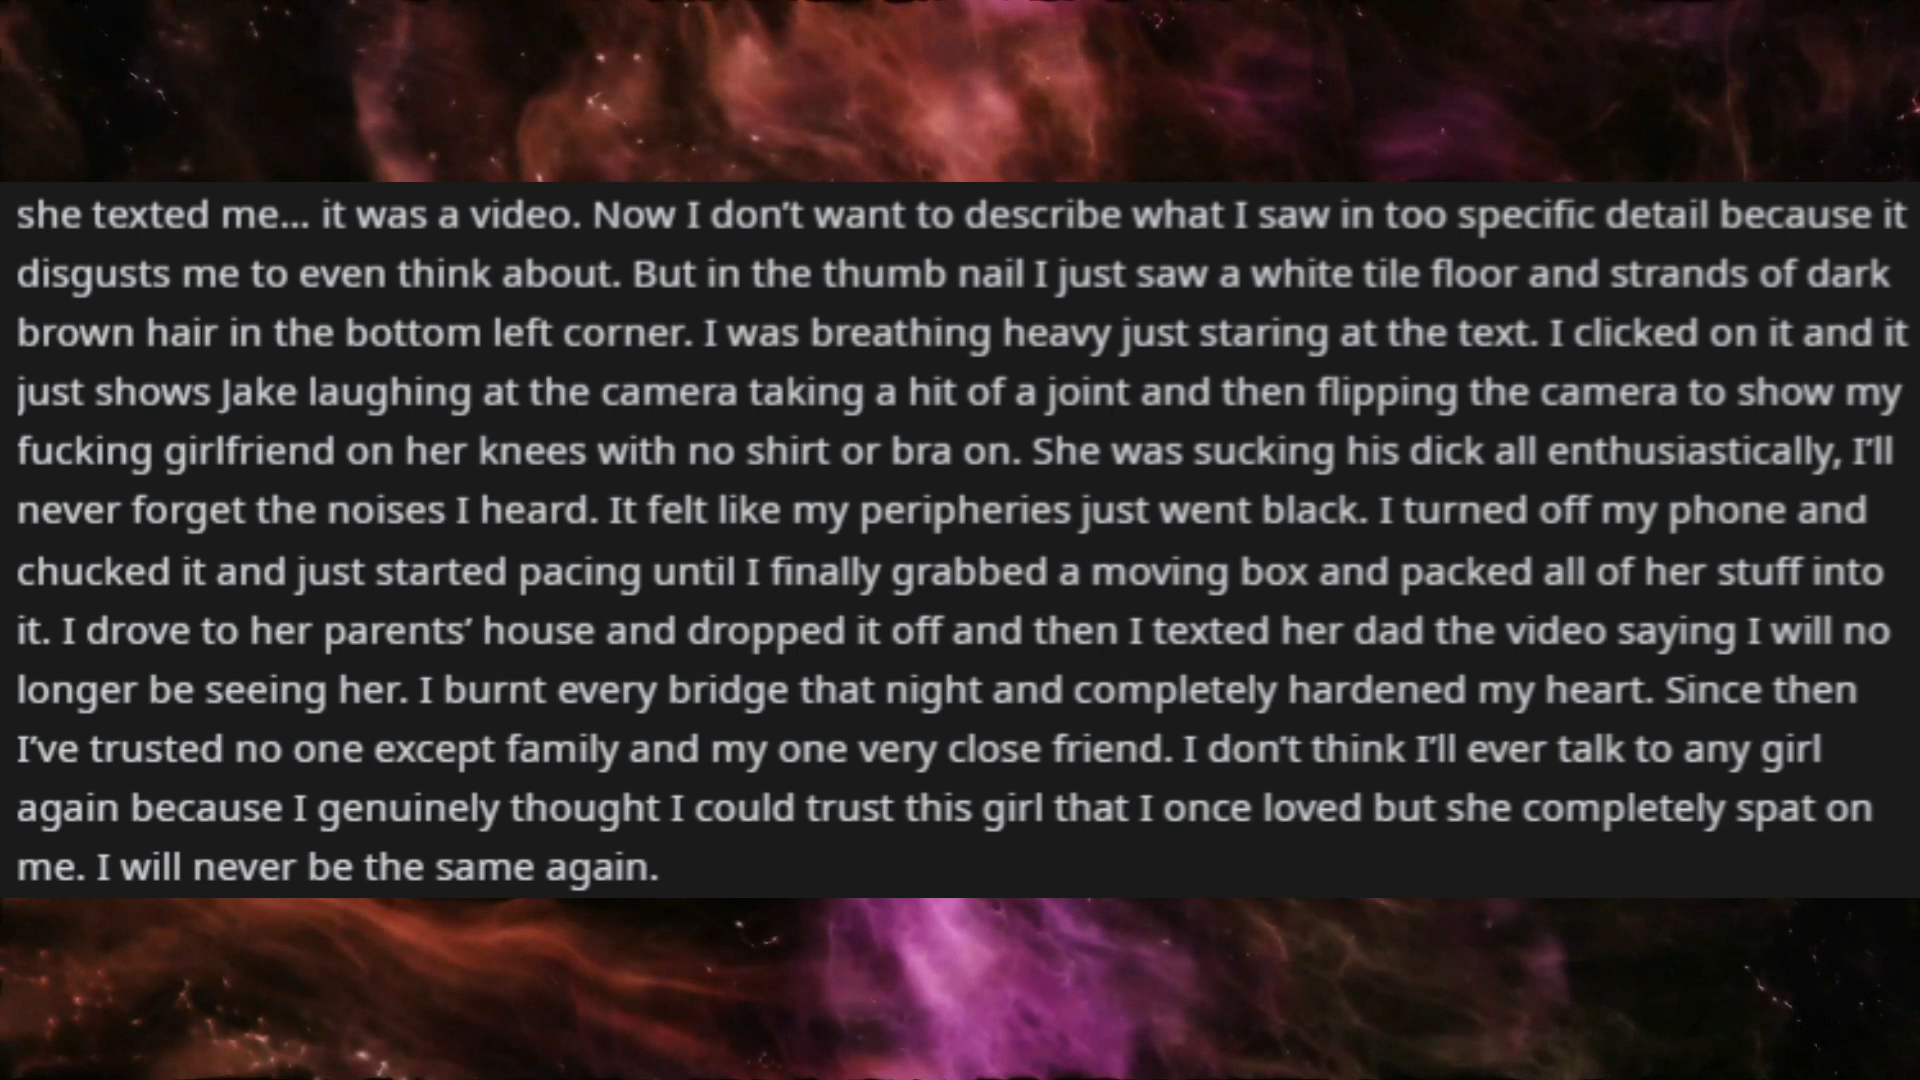 she texted me... it was a video. Now I don’t want to describe what I saw in too specific detail because it
disgusts me to even think about. But in the thumb nail I just saw a white tile floor and strands of dark
brown hair in the bottom left corner. I was breathing heavy just staring at the text. I clicked on it and it
just shows Jake laughing at the camera taking a hit of a joint and then flipping the camera to show my
fucking girlfriend on her knees with no shirt or bra on. She was sucking his dick all enthusiastically, I’ll
never forget the noises I heard. It felt like my peripheries just went black. I turned off my phone and
chucked it and just started pacing until I finally grabbed a moving box and packed all of her stuff into
it. I drove to her parents’ house and dropped it off and then I texted her dad the video saying I will no
longer be seeing her. I burnt every bridge that night and completely hardened my heart. Since then
I’ve trusted no one except family and my one very close friend. I don’t think I’ll ever talk to any girl
again because I genuinely thought I could trust this girl that I once loved but she completely spat on
me. I will never be the same again.